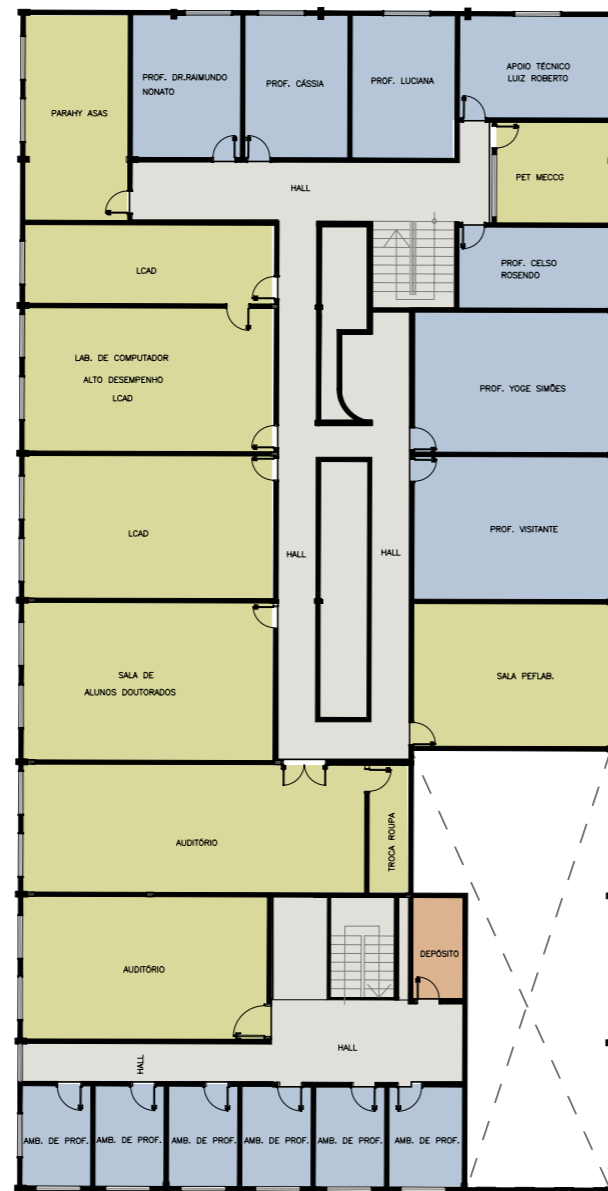 PARAHY ASAS
PROF. DR.RAIMUNDO
NONATO
PROF. CÁSSIA
PROF. LUCIANA
APOIO TÉCNICO
LUIZ ROBERTO
PET MECCG
HALL
PROF. CELSO
ROSENDO
LCAD
LAB. DE COMPUTADOR
ALTO DESEMPENHO
LCAD
PROF. YOGE SIMÕES
LCAD
PROF. VISITANTE
HALL
HALL
SALA DE
ALUNOS DOUTORADOS
SALA PEFLAB.
AUDITÓRIO
TROCA ROUPA
AUDITÓRIO
DEPÓSITO
HALL
HALL
AMB. DE PROF.
AMB. DE PROF.
AMB. DE PROF.
AMB. DE PROF.
AMB. DE PROF.
AMB. DE PROF.